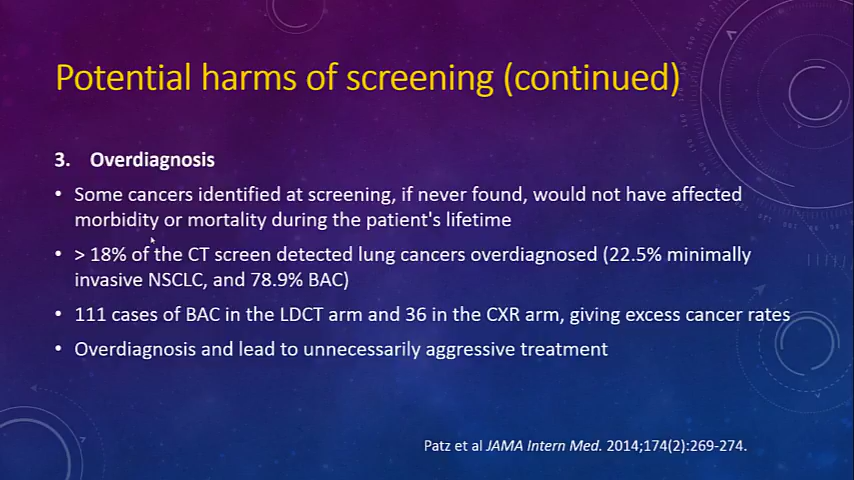 Potential harms of screening (continued)
3. Overdiagnosis
• Some cancers identified at screening, if never found, would not have affected
morbidity or mortality during the patient's lifetime
• > 18% of the CT screen detected lung cancers overdiagnosed (22.5% minimally
invasive NSCLC, and 78.9% BAC)
• 111 cases of BAC in the LDCT arm and 36 in the CXR arm, giving excess cancer rates
• Overdiagnosis and lead to unnecessarily aggressive treatment
Patz et al JAMA Intern Med. 2014;174(2):269-274.